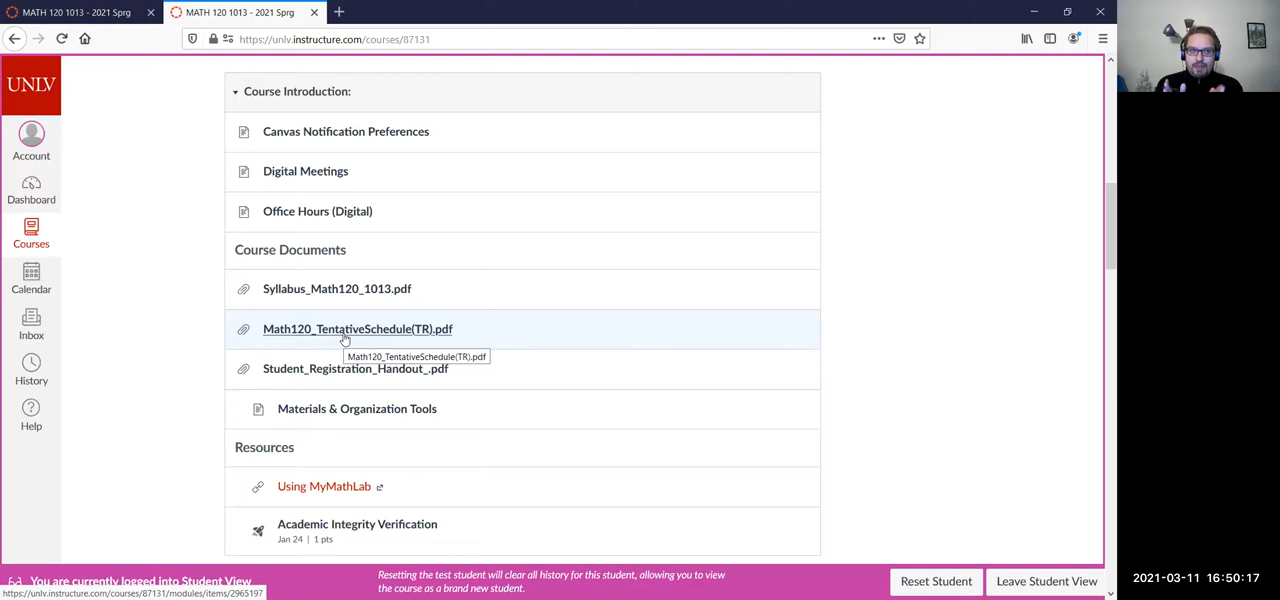 MATH 120 1013 - 2021 Sprg
MATH 120 1013 - 2021 Sprg
https://unlv.instructure.com/courses/87131
UNLV
Account
Dashboard
Courses
Calendar
Inbox
History
Help
Course Introduction:
Canvas Notification Preferences
Digital Meetings
Office Hours (Digital)
Course Documents
Syllabus_Math120_1013.pdf
Math120_TentativeSchedule(TR).pdf
Math120_TentativeSchedule(TR).pdf
Student_Registration_Handout_.pdf
Materials & Organization Tools
Resources
Using MyMathLab
Academic Integrity Verification
Jan 24 | 1 pts
You are currently logged into Student View
https://unlv.instructure.com/courses/87131/modules/items/2965197
Resetting the test student will clear all history for this student, allowing you to view
the course as a brand new student.
Reset Student
Leave Student View
2021-03-11 16:50:17